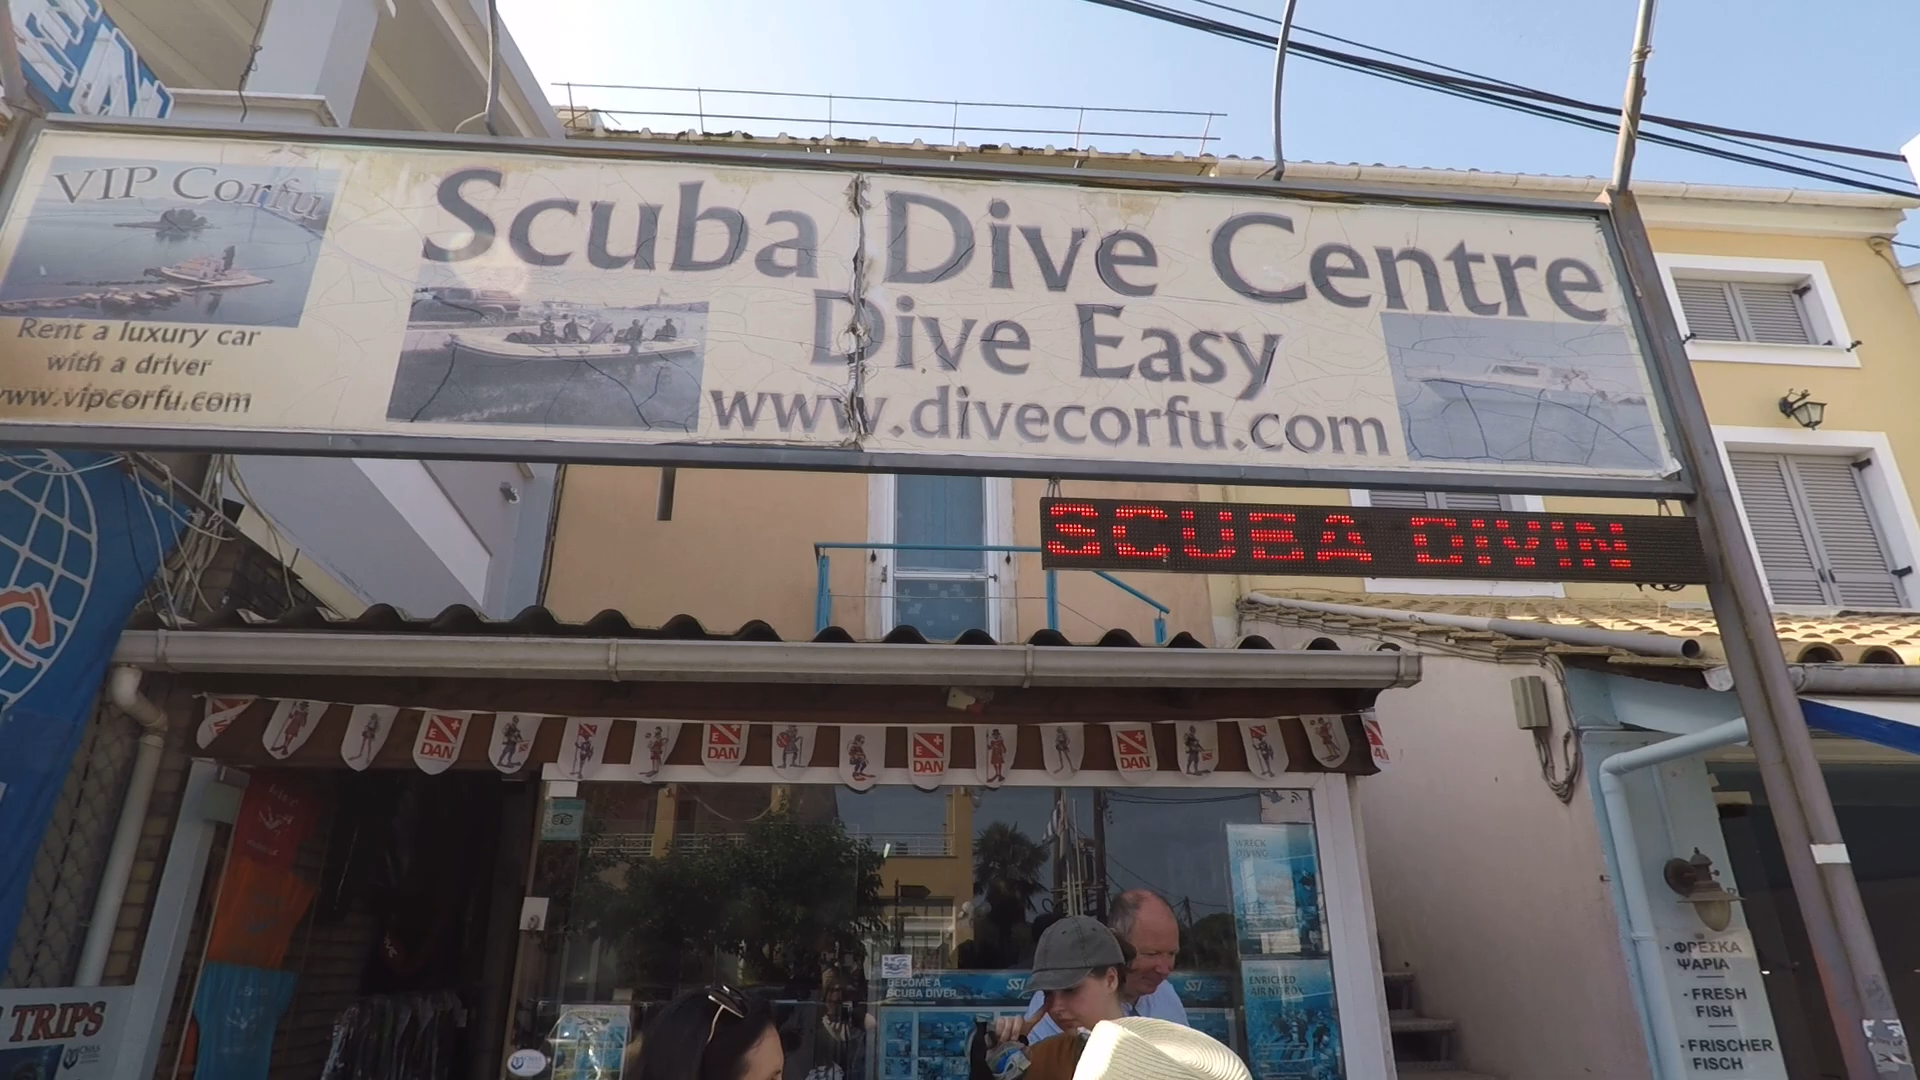 VIP Corfu
Rent a luxury car
with a driver
www.vipcorfu.com
Scuba Dive Centre
Dive Easy
www.divecorfu.com
SCUBA DIVIN
E
DAN
E
DAN
E
DAN
E
DAN
WRECK
DIVING
BECOME A
SCUBA DIVER
SSI
SSI
ENRICHED
AIR NITROX
TRIPS
· ΦΡΕΣΚΑ
ΨΑΡΙΑ
· FRESH
FISH
· FRISCHER
FISCH